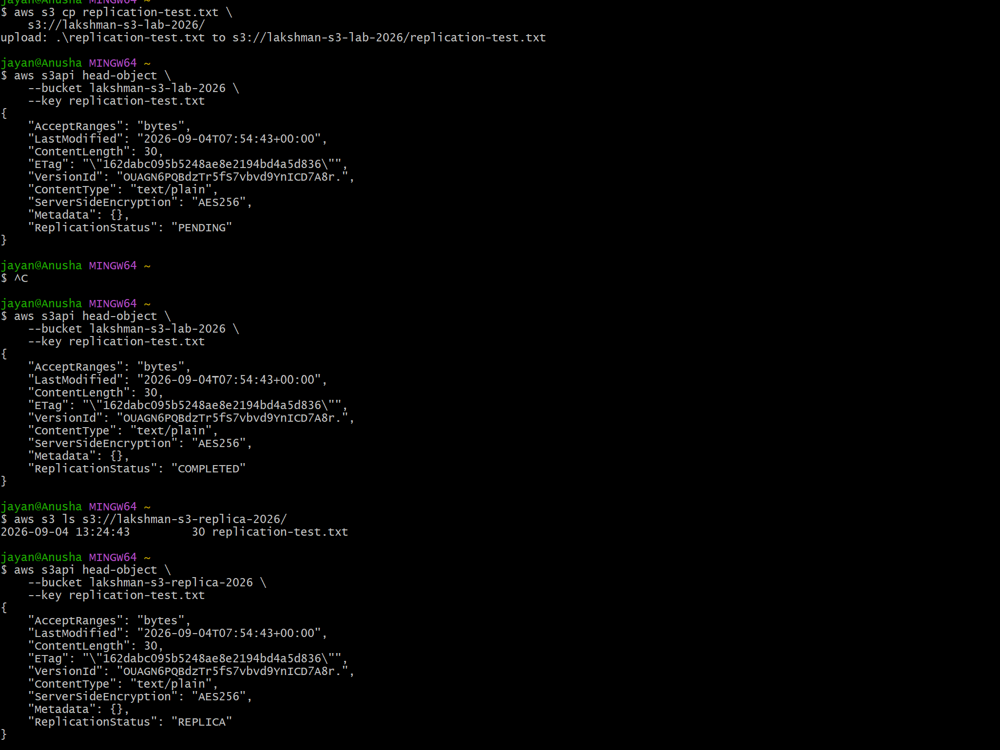 jayan@Anusha MINGW64 ~
$ aws s3 cp replication-test.txt \
    s3://lakshman-s3-lab-2026/
upload: .\replication-test.txt to s3://lakshman-s3-lab-2026/replication-test.txt

jayan@Anusha MINGW64 ~
$ aws s3api head-object \
    --bucket lakshman-s3-lab-2026 \
    --key replication-test.txt
{
    "AcceptRanges": "bytes",
    "LastModified": "2026-09-04T07:54:43+00:00",
    "ContentLength": 30,
    "ETag": "\"162dabc095b5248ae8e2194bd4a5d836\"",
    "VersionId": "OUAGN6PQBdzTr5fS7vbvd9YnICD7A8r.",
    "ContentType": "text/plain",
    "ServerSideEncryption": "AES256",
    "Metadata": {},
    "ReplicationStatus": "PENDING"
}

jayan@Anusha MINGW64 ~
$ ^C

jayan@Anusha MINGW64 ~
$ aws s3api head-object \
    --bucket lakshman-s3-lab-2026 \
    --key replication-test.txt
{
    "AcceptRanges": "bytes",
    "LastModified": "2026-09-04T07:54:43+00:00",
    "ContentLength": 30,
    "ETag": "\"162dabc095b5248ae8e2194bd4a5d836\"",
    "VersionId": "OUAGN6PQBdzTr5fS7vbvd9YnICD7A8r.",
    "ContentType": "text/plain",
    "ServerSideEncryption": "AES256",
    "Metadata": {},
    "ReplicationStatus": "COMPLETED"
}

jayan@Anusha MINGW64 ~
$ aws s3 ls s3://lakshman-s3-replica-2026/
2026-09-04 13:24:43         30 replication-test.txt

jayan@Anusha MINGW64 ~
$ aws s3api head-object \
    --bucket lakshman-s3-replica-2026 \
    --key replication-test.txt
{
    "AcceptRanges": "bytes",
    "LastModified": "2026-09-04T07:54:43+00:00",
    "ContentLength": 30,
    "ETag": "\"162dabc095b5248ae8e2194bd4a5d836\"",
    "VersionId": "OUAGN6PQBdzTr5fS7vbvd9YnICD7A8r.",
    "ContentType": "text/plain",
    "ServerSideEncryption": "AES256",
    "Metadata": {},
    "ReplicationStatus": "REPLICA"
}